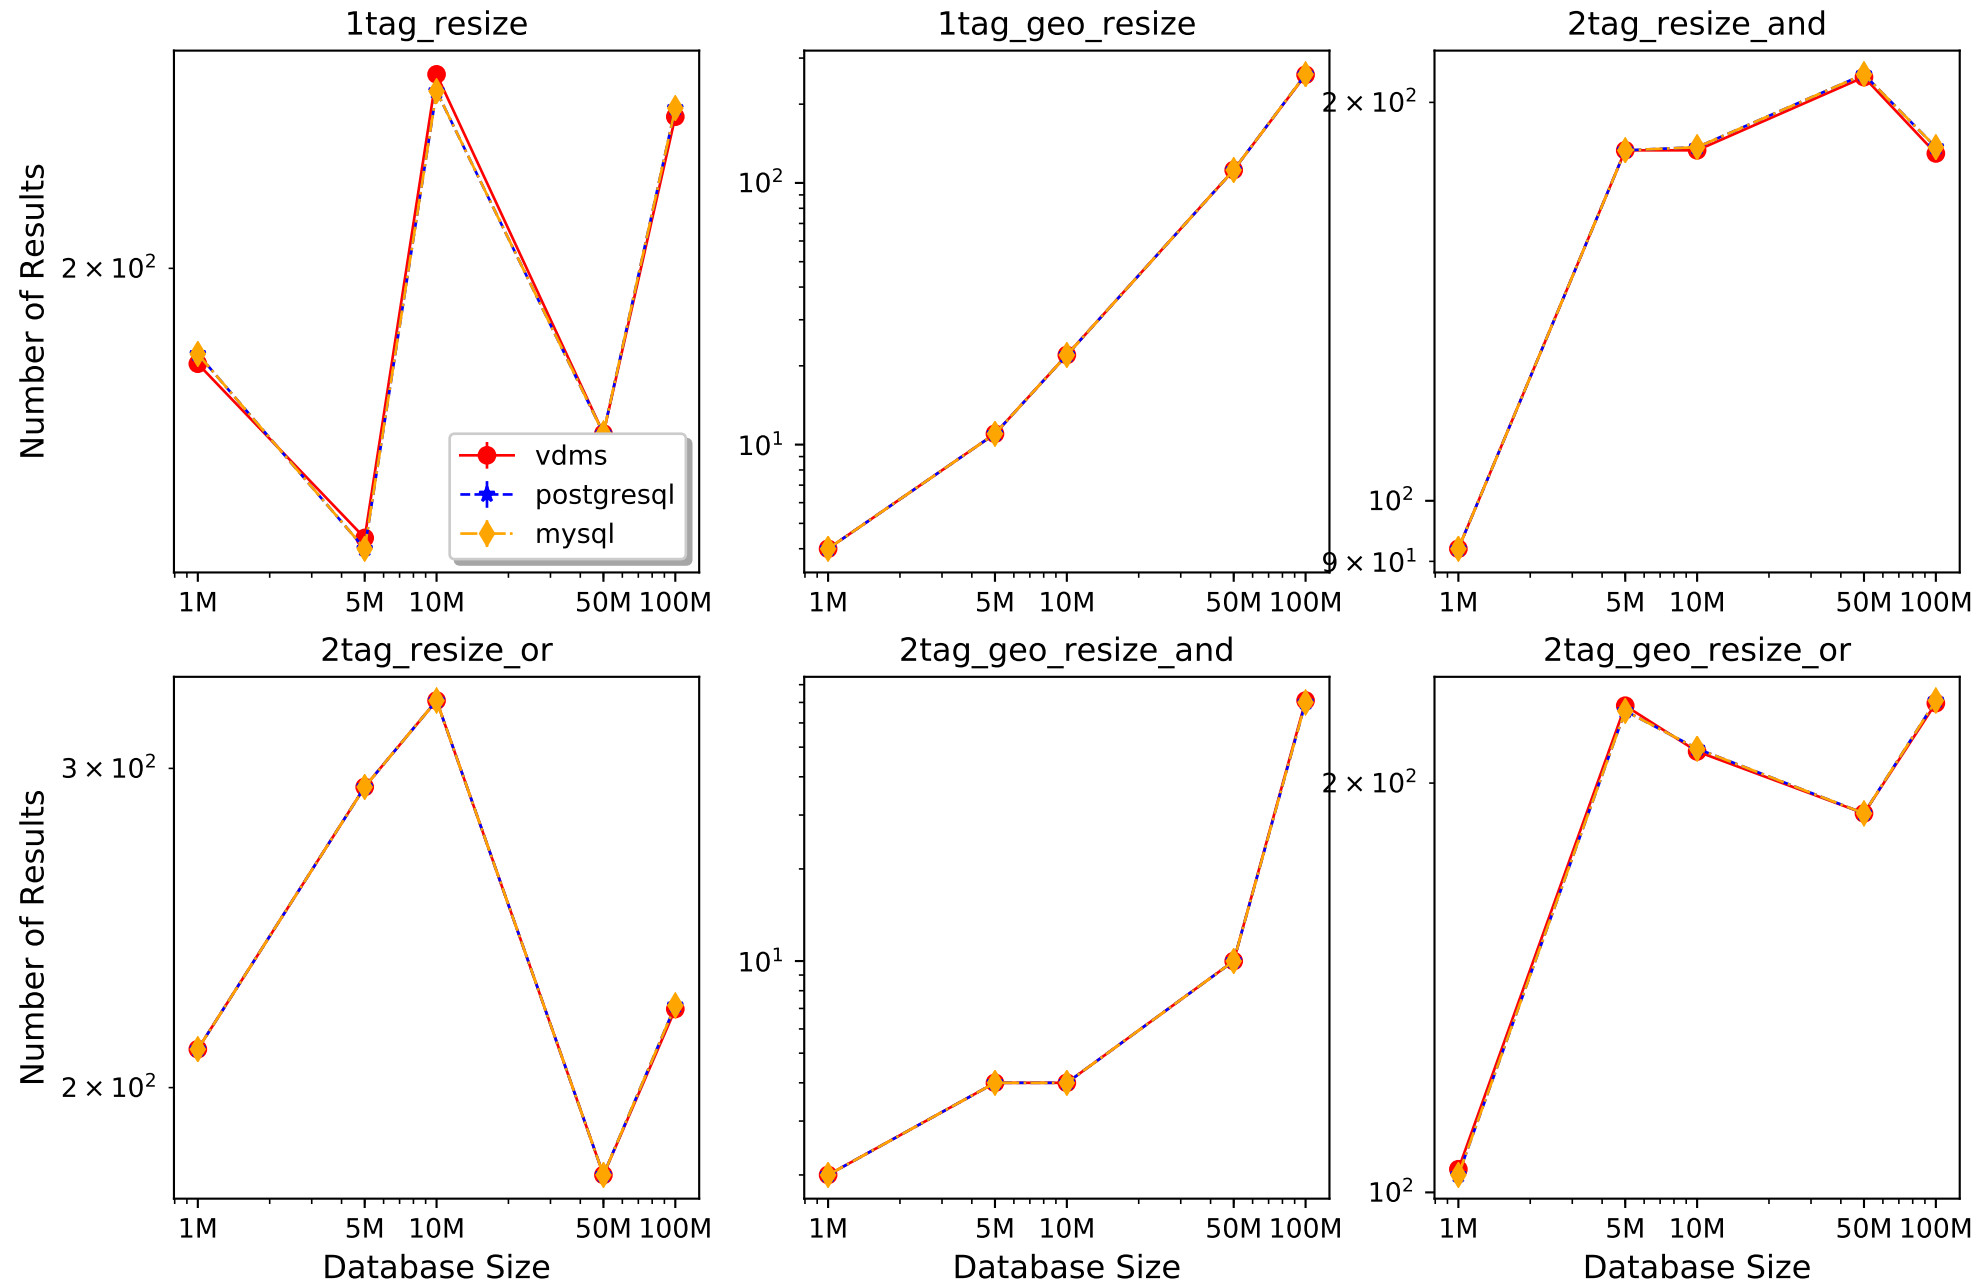 1tag_resize
1tag_geo_resize
2tag_resize_and
Number of Results
2 × 10²
10²
10¹
2 × 10²
10²
9 × 10¹
vdms
postgresql
mysql
1M 5M 10M 50M 100M
1M 5M 10M 50M 100M
1M 5M 10M 50M 100M
2tag_resize_or
2tag_geo_resize_and
2tag_geo_resize_or
Number of Results
3 × 10²
2 × 10²
10¹
2 × 10²
10²
1M 5M 10M 50M 100M
1M 5M 10M 50M 100M
1M 5M 10M 50M 100M
Database Size
Database Size
Database Size